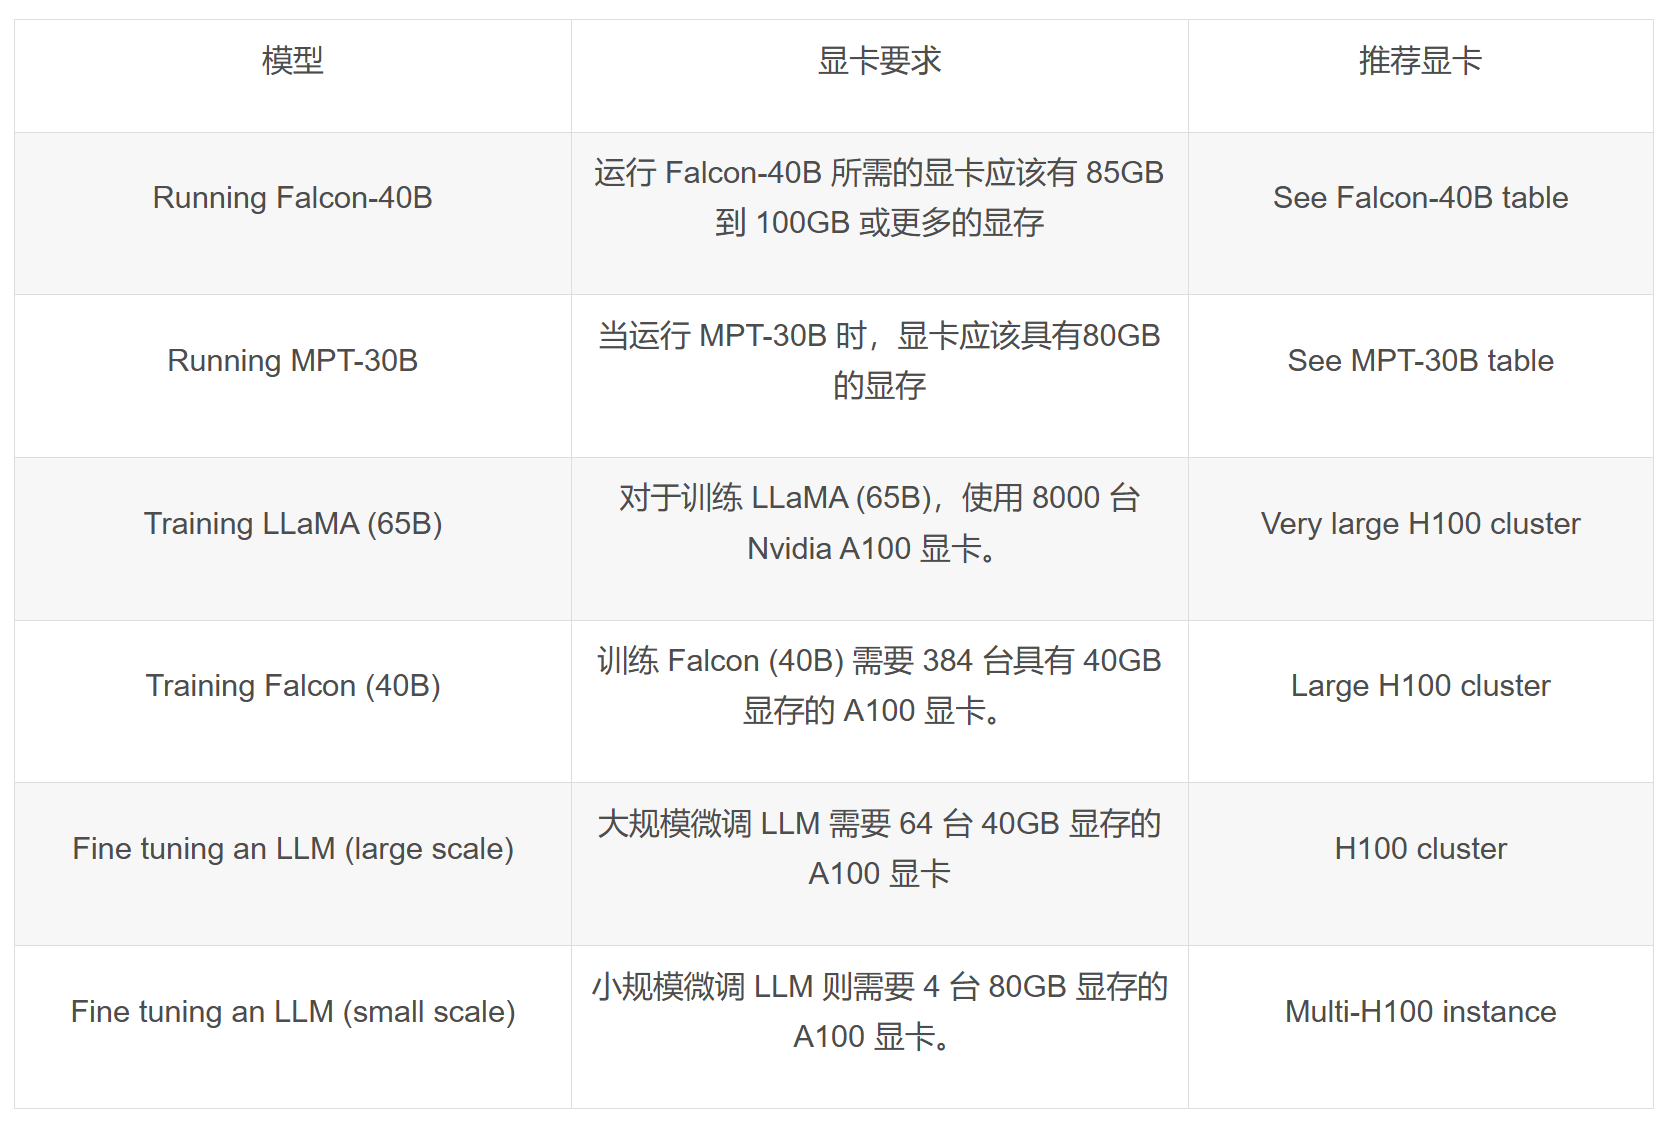 模型
显卡要求
推荐显卡
Running Falcon-40B
运行 Falcon-40B 所需的显卡应该有 85GB
到 100GB 或更多的显存
See Falcon-40B table
Running MPT-30B
当运行 MPT-30B 时，显卡应该具有80GB
的显存
See MPT-30B table
Training LLaMA (65B)
对于训练 LLaMA (65B)，使用 8000 台
Nvidia A100 显卡。
Very large H100 cluster
Training Falcon (40B)
训练 Falcon (40B) 需要 384 台具有 40GB
显存的 A100 显卡。
Large H100 cluster
Fine tuning an LLM (large scale)
大规模微调 LLM 需要 64 台 40GB 显存的
A100 显卡
H100 cluster
Fine tuning an LLM (small scale)
小规模微调 LLM 则需要 4 台 80GB 显存的
A100 显卡。
Multi-H100 instance